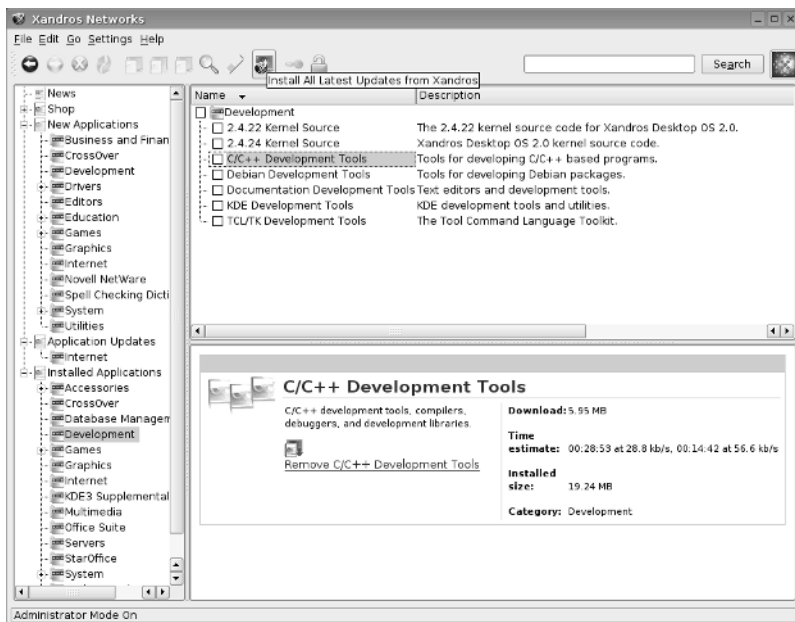 Xandros Networks
File Edit Go Settings Help
Search
Install All Latest Updates from Xandros
News
Shop
New Applications
Business and Finan
CrossOver
Development
Drivers
Editors
Education
Games
Graphics
Internet
Novell NetWare
Spell Checking Dicti
System
Utilities
Application Updates
Internet
Installed Applications
Accessories
CrossOver
Database Managem
Development
Games
Graphics
Internet
KDE3 Supplemental
Multimedia
Office Suite
Servers
StarOffice
System
Name Description
Development
2.4.22 Kernel Source The 2.4.22 kernel source code for Xandros Desktop OS 2.0.
2.4.24 Kernel Source Xandros Desktop OS 2.0 kernel source code.
C/C++ Development Tools Tools for developing C/C++ based programs.
Debian Development Tools Tools for developing Debian packages.
Documentation Development Tools Text editors and development tools.
KDE Development Tools KDE development tools and utilities.
TCL/TK Development Tools The Tool Command Language Toolkit.
C/C++ Development Tools
C/C++ development tools, compilers,
debuggers, and development libraries.
Remove C/C++ Development Tools
Download: 5.95 MB
Time
estimate: 00:28:53 at 28.8 kb/s, 00:14:42 at 56.6 kb/s
Installed
size: 19.24 MB
Category: Development
Administrator Mode On